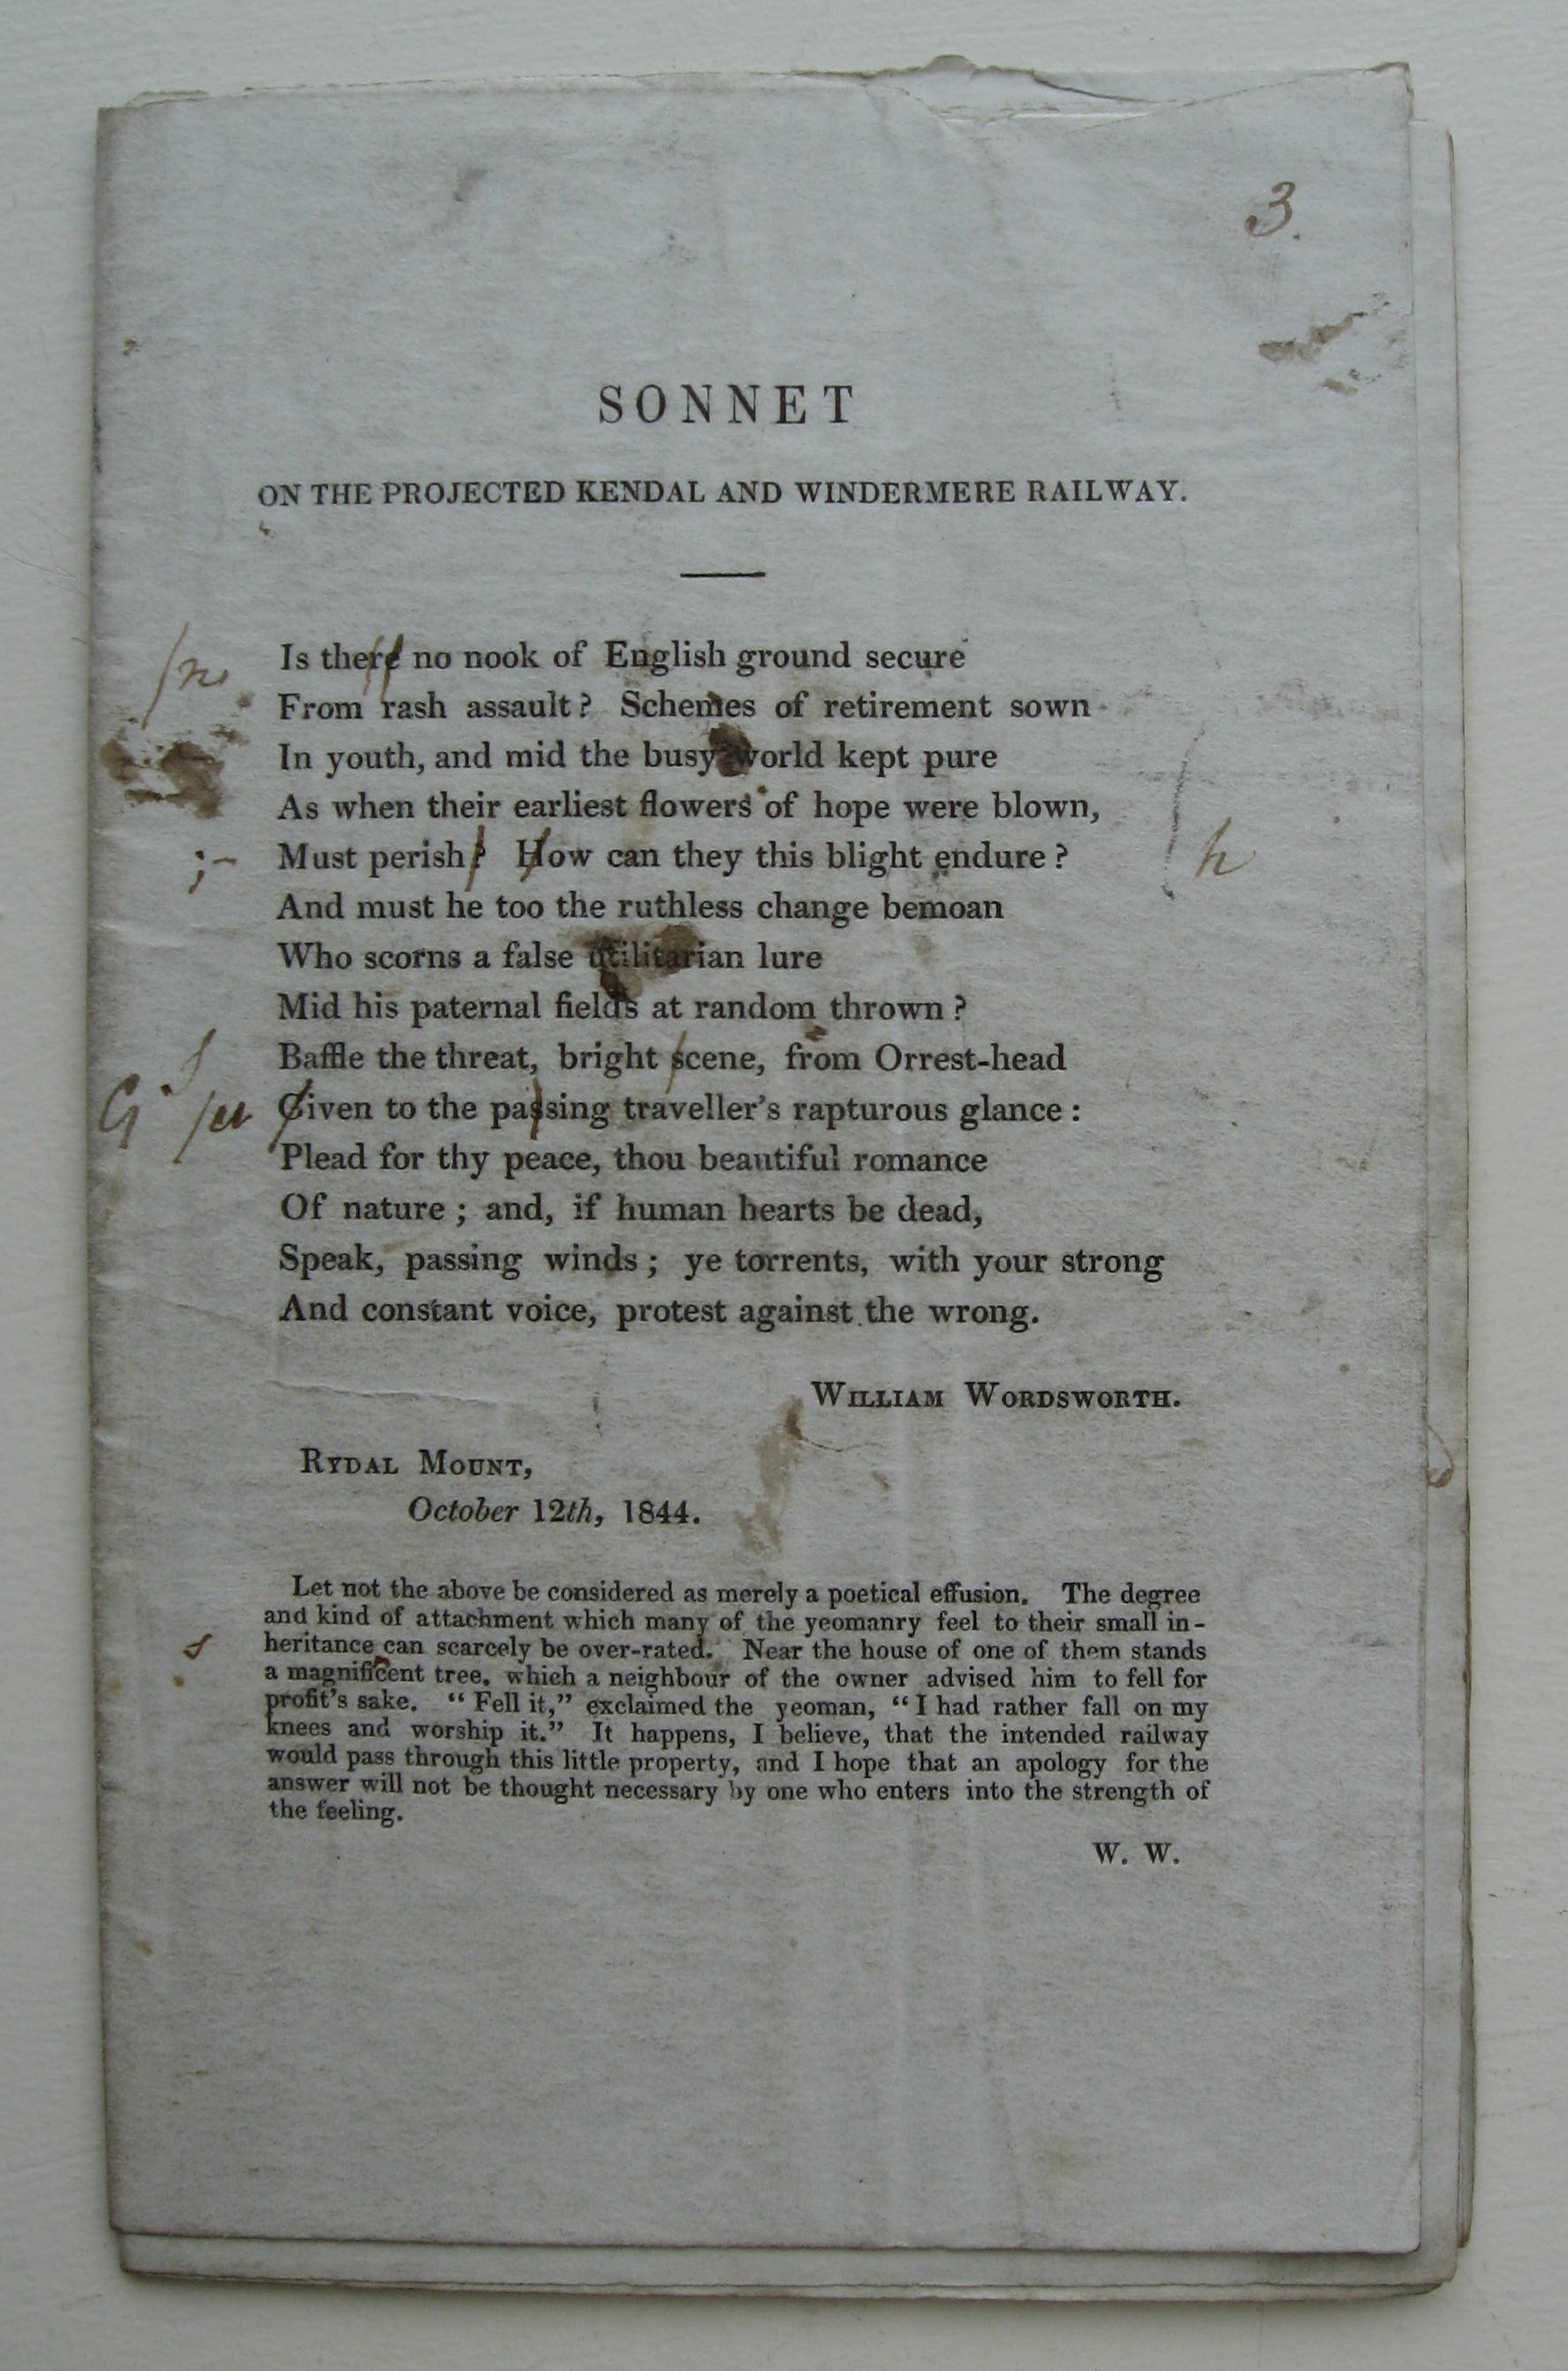 3.
SONNET
ON THE PROJECTED KENDAL AND WINDERMERE RAILWAY.
Is there no nook of English ground secure
From rash assault? Schemes of retirement sown
In youth, and mid the busy world kept pure
As when their earliest flowers of hope were blown,
;- Must perish? How can they this blight endure? h
And must he too the ruthless change bemoan
Who scorns a false utilitarian lure
Mid his paternal fields at random thrown?
Baffle the threat, bright scene, from Orrest-head
G Given to the passing traveller's rapturous glance:
Plead for thy peace, thou beautiful romance
Of nature; and, if human hearts be dead,
Speak, passing winds; ye torrents, with your strong
And constant voice, protest against the wrong.
WILLIAM WORDSWORTH.
RYDAL MOUNT,
October 12th, 1844.
Let not the above be considered as merely a poetical effusion. The degree
and kind of attachment which many of the yeomanry feel to their small in-
s heritance can scarcely be over-rated. Near the house of one of them stands
a magnificent tree, which a neighbour of the owner advised him to fell for
profit's sake. "Fell it," exclaimed the yeoman, "I had rather fall on my
knees and worship it." It happens, I believe, that the intended railway
would pass through this little property, and I hope that an apology for the
answer will not be thought necessary by one who enters into the strength of
the feeling.
W. W.